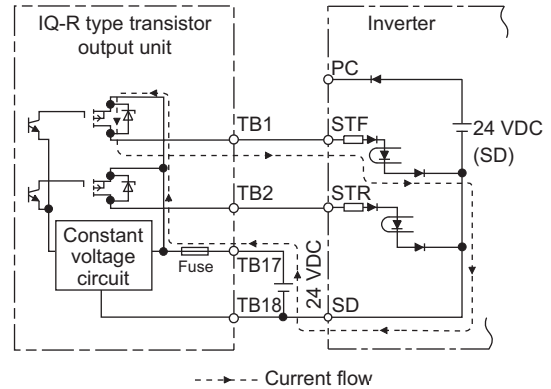 IQ-R type transistor
output unit
Inverter
PC
TB1
STF
24 VDC
(SD)
TB2
STR
Constant
voltage
circuit
Fuse
TB17
24 VDC
TB18
SD
Current flow